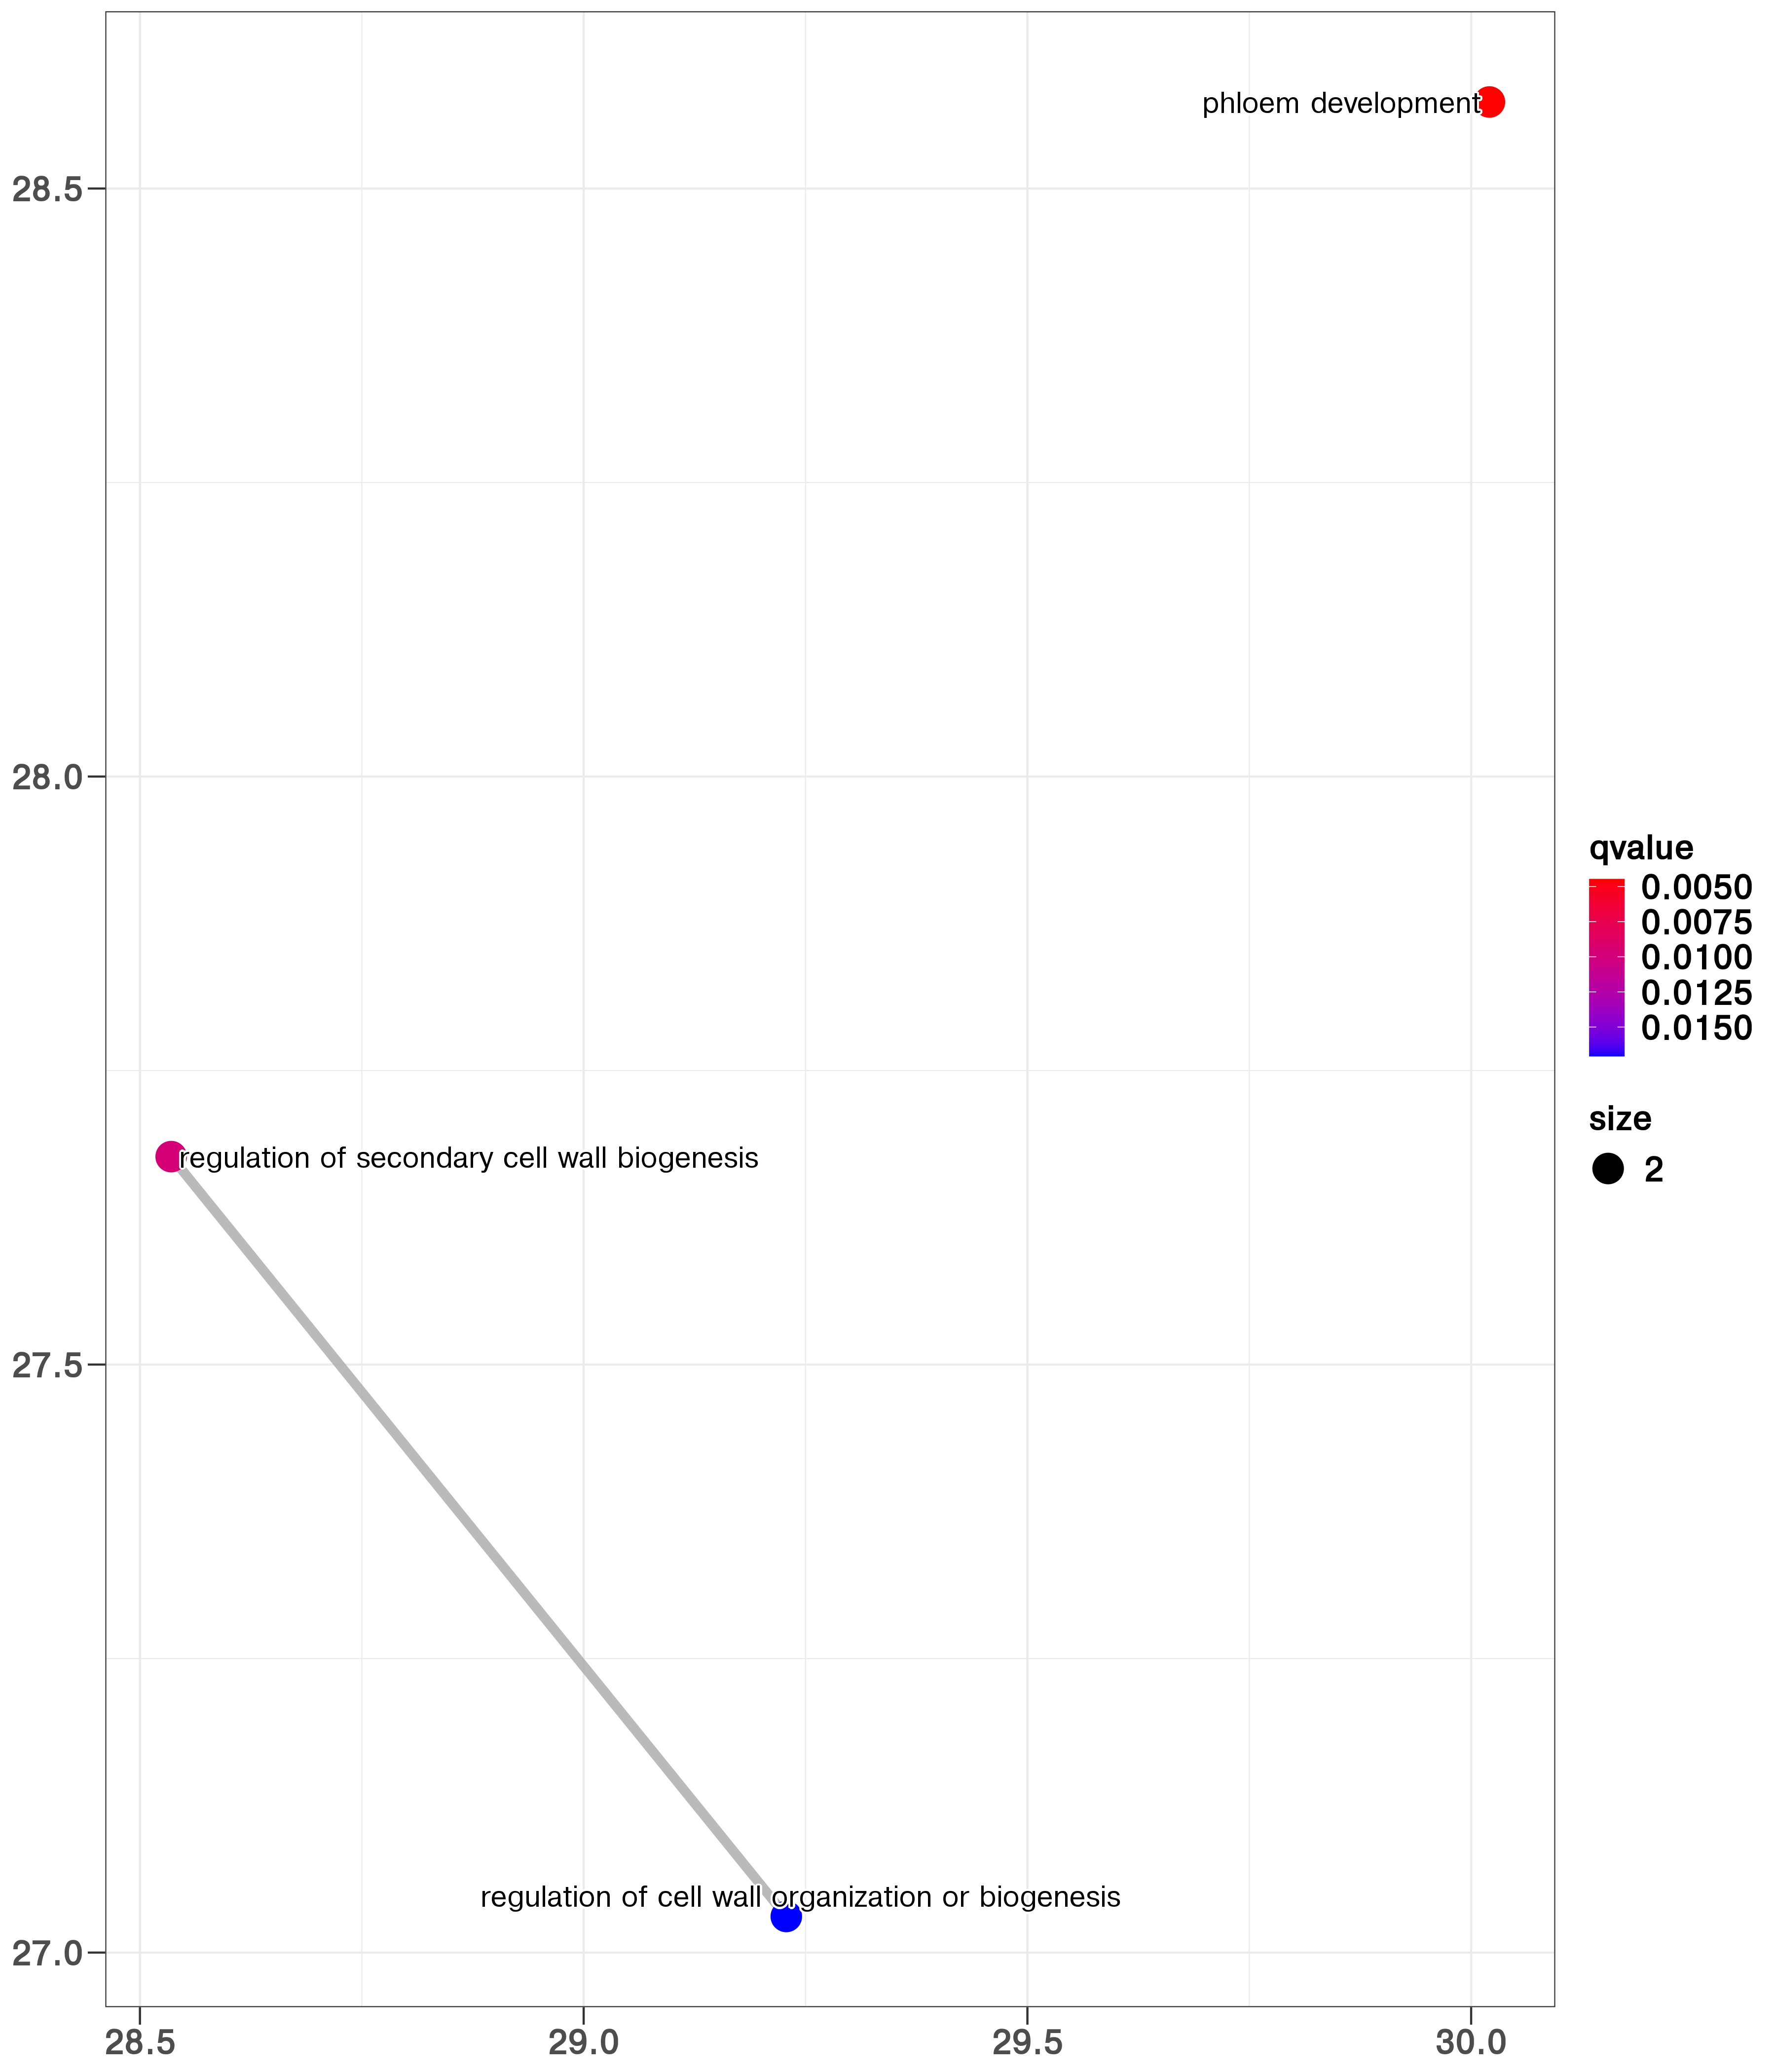 phloem development
28.5
28.0
qvalue
0.0050
0.0075
0.0100
0.0125
0.0150
size
2
regulation of secondary cell wall biogenesis
27.5
regulation of cell wall organization or biogenesis
27.0
28.5
29.0
29.5
30.0